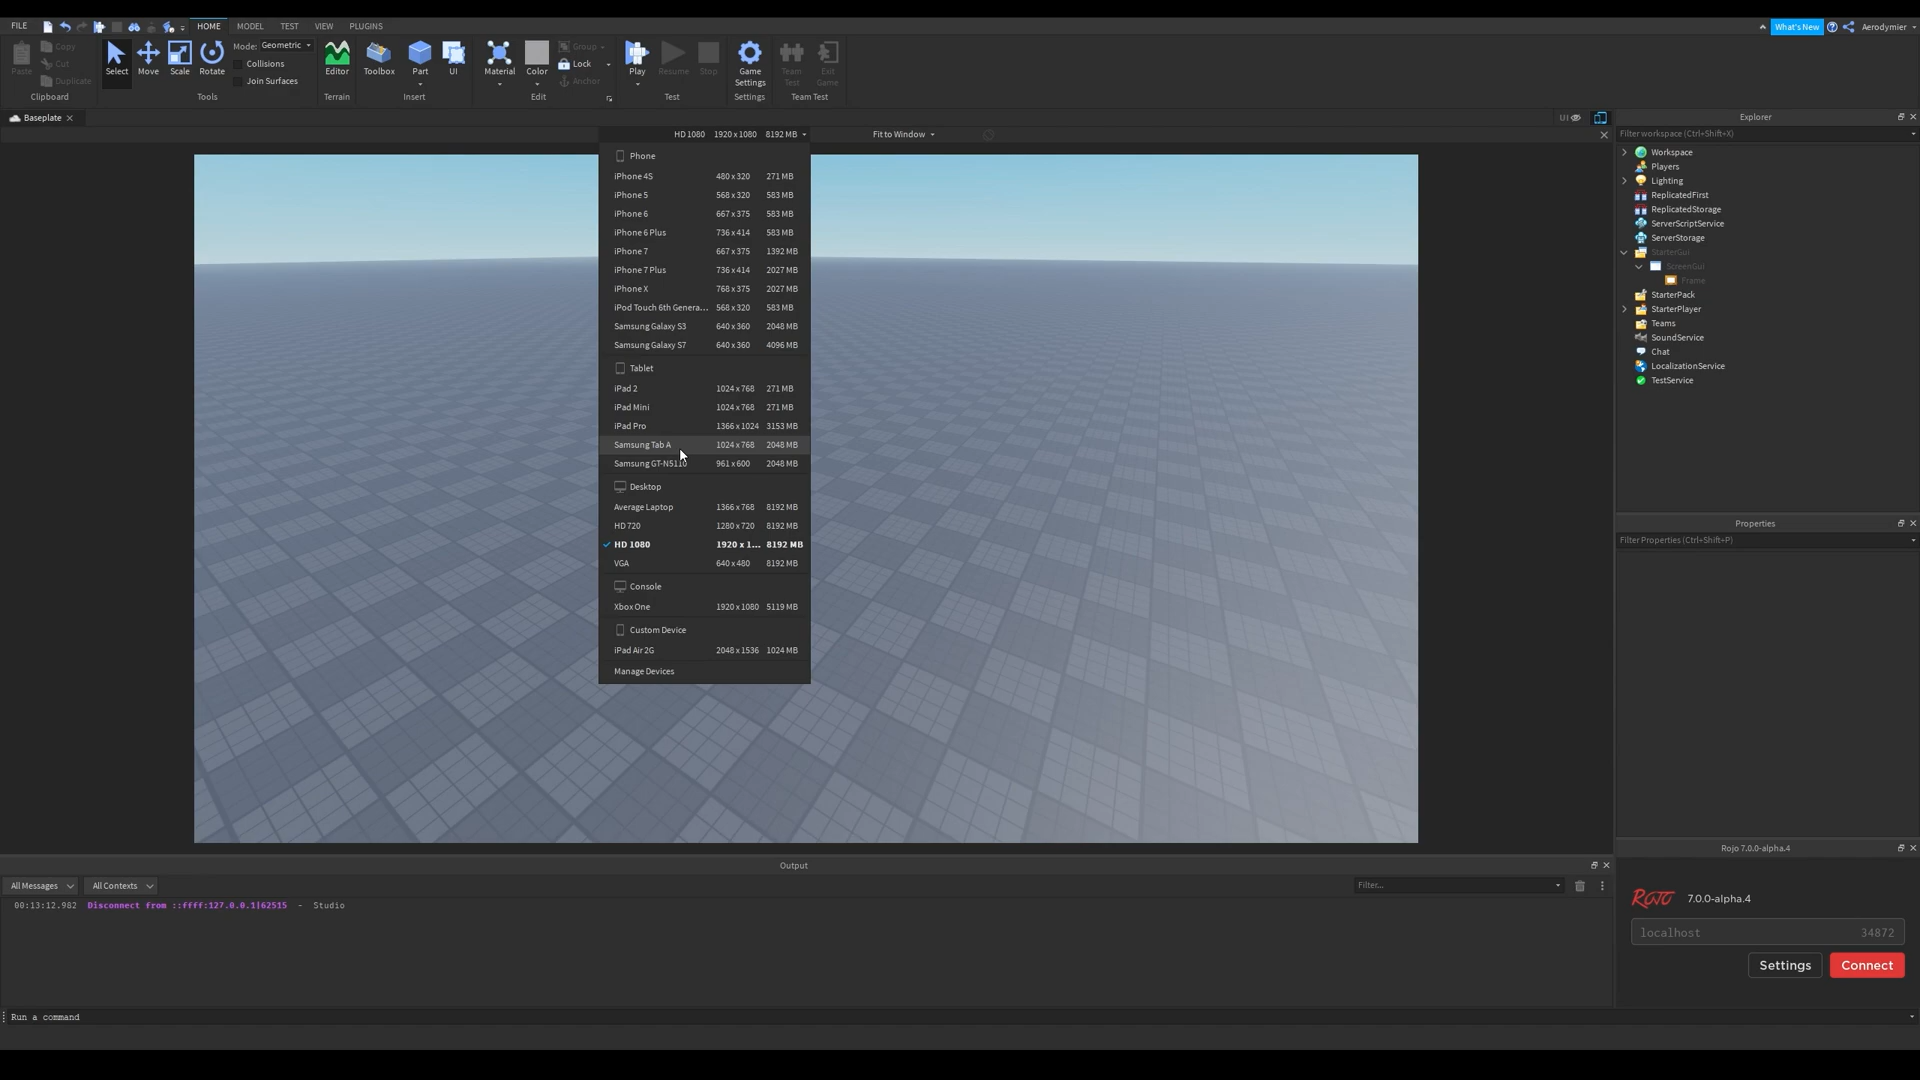 FILE HOME MODEL TEST VIEW PLUGINS What's New Aerodymier
Paste Copy Cut Duplicate Select Move Scale Rotate Mode: Geometric Collisions Join Surfaces Editor Toolbox Part UI Material Color Group Lock Anchor Play Resume Stop Game Settings Team Test Exit Game
Clipboard Tools Terrain Insert Edit Test Settings Team Test
Baseplate UI
HD 1080 1920 x 1080 8192 MB Fit to Window
Phone
iPhone 4S 480 x 320 271 MB
iPhone 5 568 x 320 583 MB
iPhone 6 667 x 375 583 MB
iPhone 6 Plus 736 x 414 583 MB
iPhone 7 667 x 375 1392 MB
iPhone 7 Plus 736 x 414 2027 MB
iPhone X 768 x 375 2027 MB
iPod Touch 6th Genera... 568 x 320 583 MB
Samsung Galaxy S3 640 x 360 2048 MB
Samsung Galaxy S7 640 x 360 4096 MB
Tablet
iPad 2 1024 x 768 271 MB
iPad Mini 1024 x 768 271 MB
iPad Pro 1366 x 1024 3153 MB
Samsung Tab A 1024 x 768 2048 MB
Samsung GT-N5110 961 x 600 2048 MB
Desktop
Average Laptop 1366 x 768 8192 MB
HD 720 1280 x 720 8192 MB
HD 1080 1920 x 1... 8192 MB
VGA 640 x 480 8192 MB
Console
Xbox One 1920 x 1080 5119 MB
Custom Device
iPad Air 2G 2048 x 1536 1024 MB
Manage Devices
Explorer
Filter workspace (Ctrl+Shift+X)
Workspace
Players
Lighting
ReplicatedFirst
ReplicatedStorage
ServerScriptService
ServerStorage
StarterGui
ScreenGui
Frame
StarterPack
StarterPlayer
Teams
SoundService
Chat
LocalizationService
TestService
Properties
Filter Properties (Ctrl+Shift+P)
Output
All Messages All Contexts Filter...
00:13:12.982 Disconnect from ::ffff:127.0.0.1|62515 - Studio
Rojo 7.0.0-alpha.4
ROJO 7.0.0-alpha.4
localhost 34872
Settings Connect
Run a command